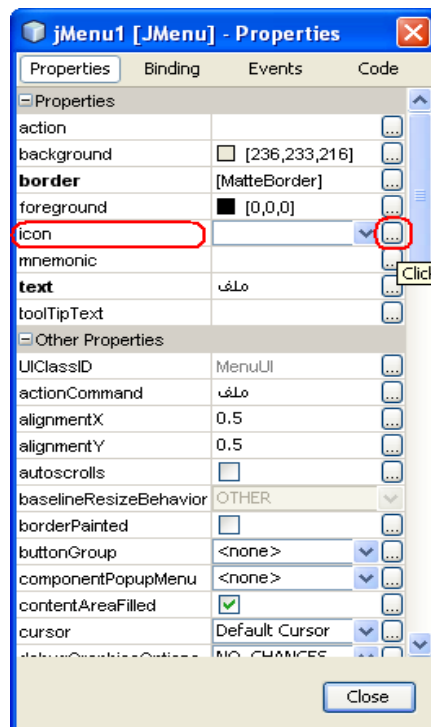 jMenu1 [JMenu] - Properties
Properties Binding Events Code
Properties
action ...
background [236,233,216] ...
border [MatteBorder] ...
foreground [0,0,0] ...
icon ...
mnemonic ...
text ملف ...
toolTipText ...
Other Properties
UIClassID MenuUI ...
actionCommand ملف ...
alignmentX 0.5 ...
alignmentY 0.5 ...
autoscrolls ...
baselineResizeBehavior OTHER
borderPainted ...
buttonGroup <none> ...
componentPopupMenu <none> ...
contentAreaFilled ...
cursor Default Cursor ...
debugGraphicsOptions NO_CHANGES ...
Close